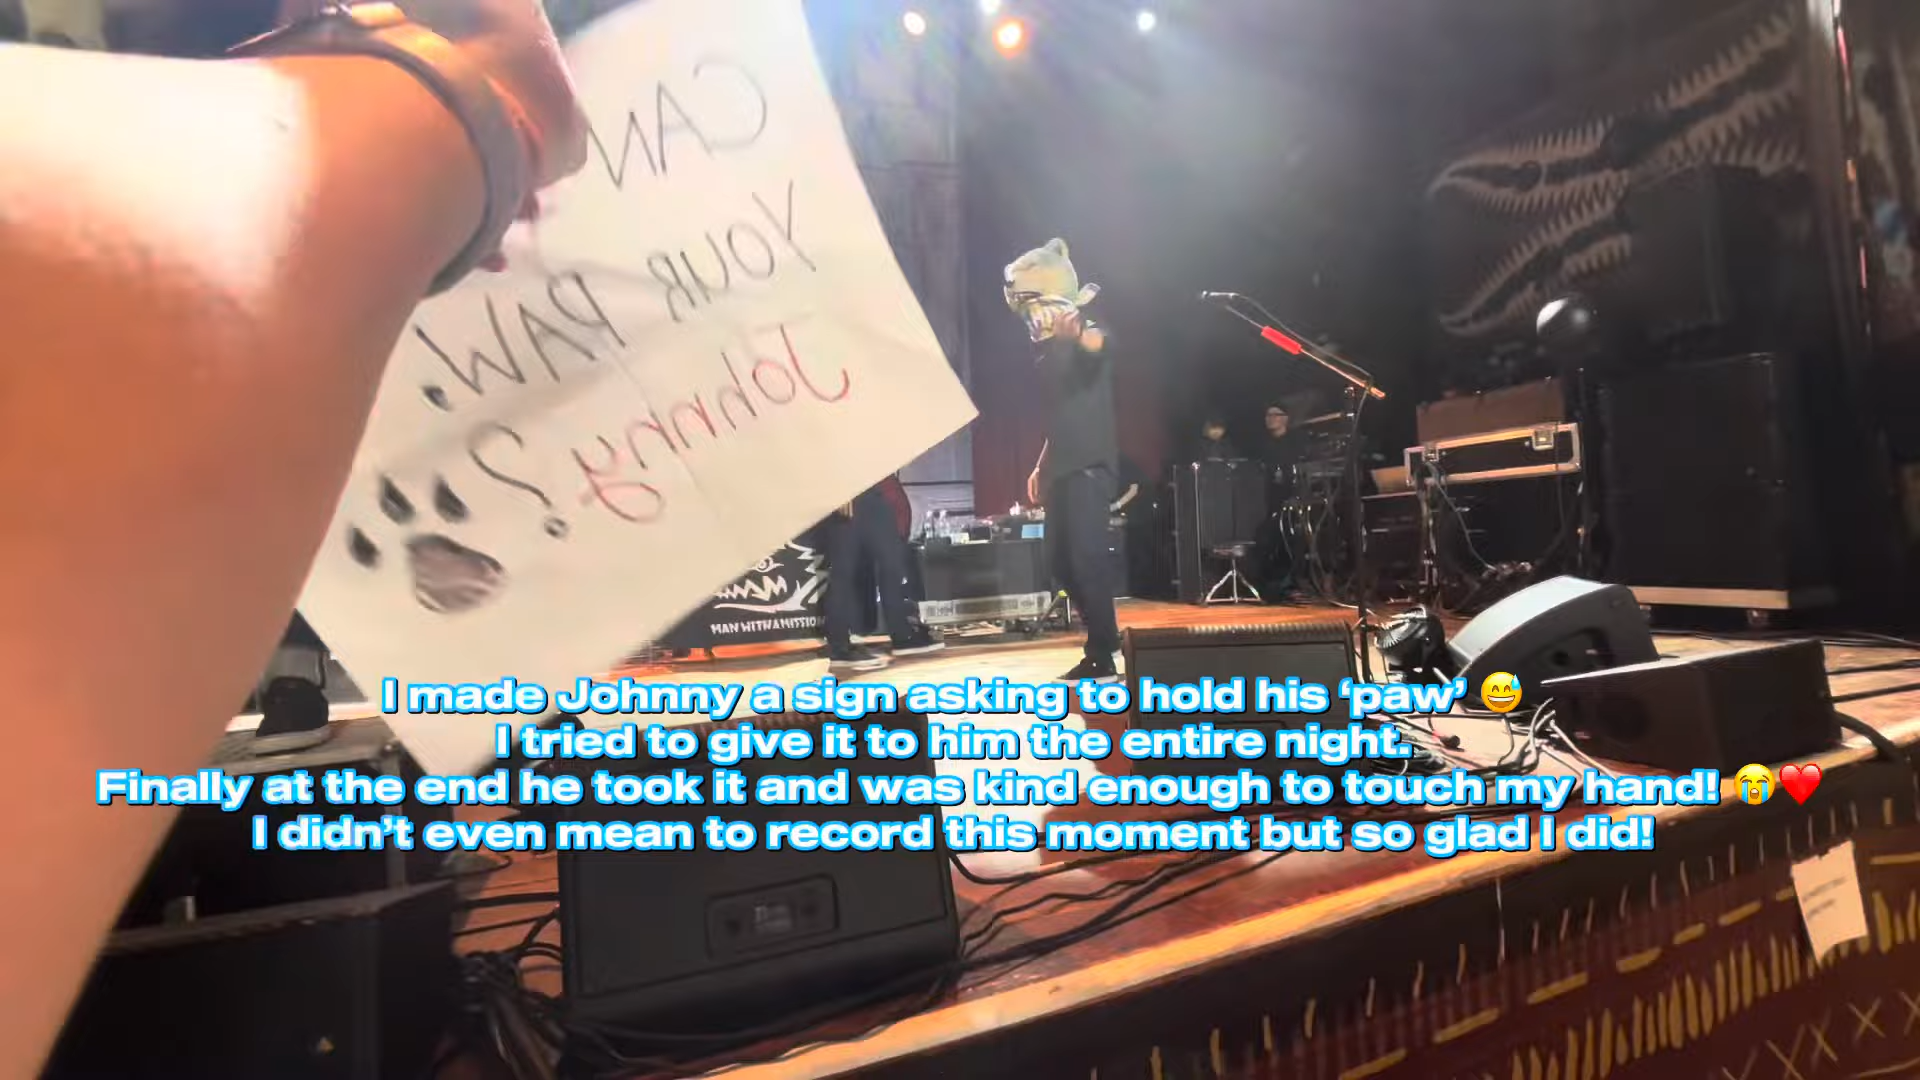 CAN
YOUR PAW.
Johnny ?
MAN WITH A MISSION
I made Johnny a sign asking to hold his ‘paw’ 😅
I tried to give it to him the entire night.
Finally at the end he took it and was kind enough to touch my hand! 😭❤️
I didn’t even mean to record this moment but so glad I did!